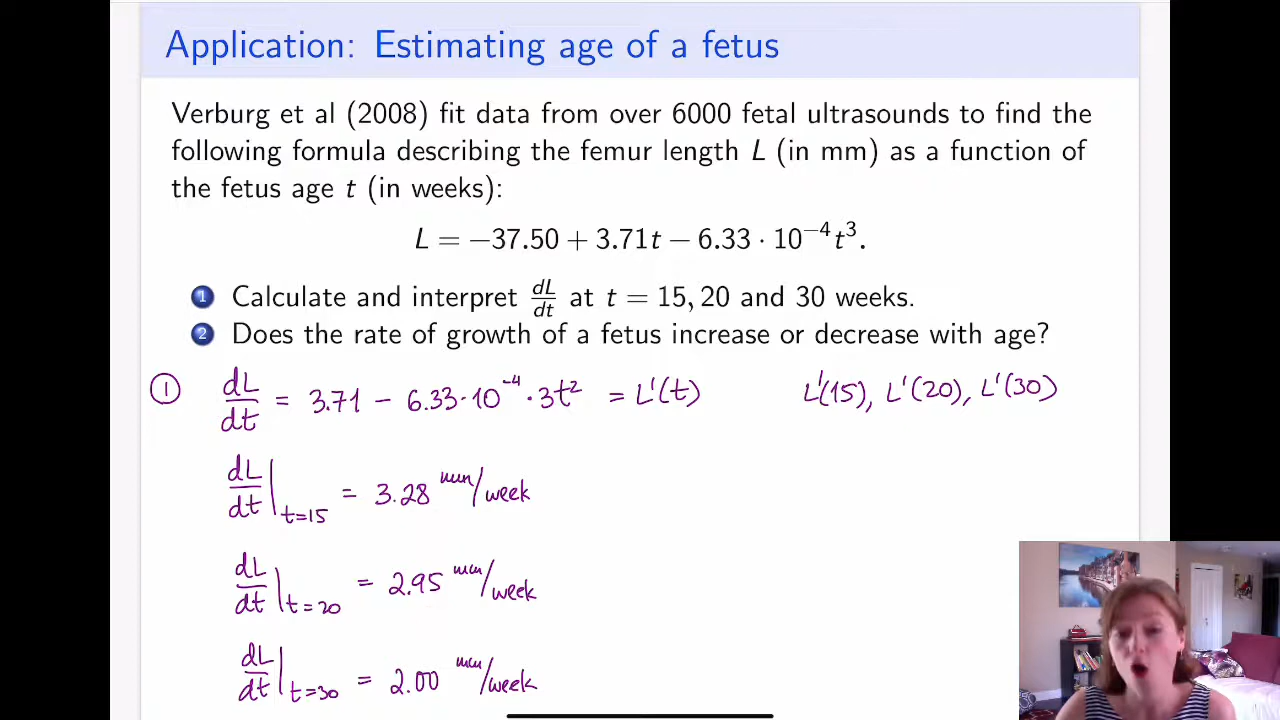 Application: Estimating age of a fetus
Verburg et al (2008) fit data from over 6000 fetal ultrasounds to find the
following formula describing the femur length L (in mm) as a function of
the fetus age t (in weeks):
L = −37.50 + 3.71t − 6.33 · 10⁻⁴t³.
1 Calculate and interpret dL/dt at t = 15, 20 and 30 weeks.
2 Does the rate of growth of a fetus increase or decrease with age?
① dL/dt = 3.71 − 6.33·10⁻⁴ · 3t² = L'(t) L'(15), L'(20), L'(30)
dL/dt |t=15 = 3.28 mm/week
dL/dt |t=20 = 2.95 mm/week
dL/dt |t=30 = 2.00 mm/week